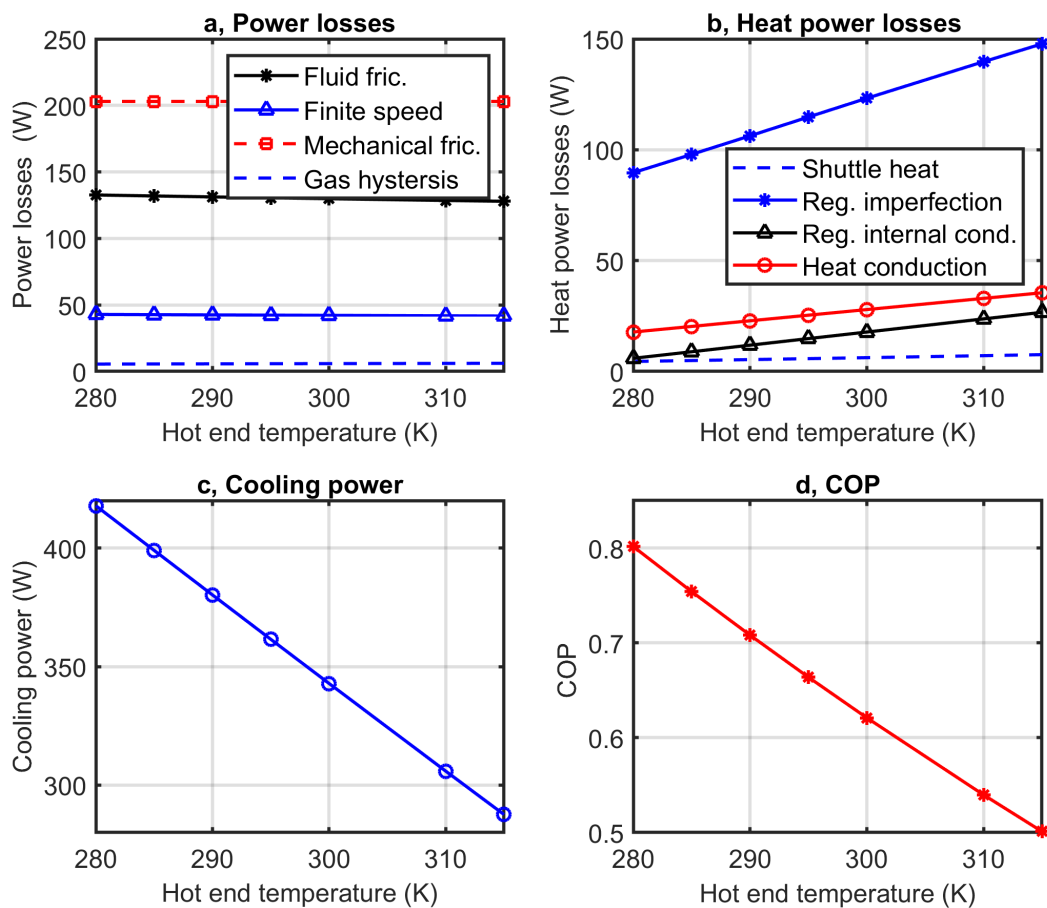 a, Power losses
250
200
150
100
50
0
Power losses (W)
Fluid fric.
Finite speed
Mechanical fric.
Gas hystersis
280 290 300 310
Hot end temperature (K)
b, Heat power losses
150
100
50
0
Heat power losses (W)
Shuttle heat
Reg. imperfection
Reg. internal cond.
Heat conduction
280 290 300 310
Hot end temperature (K)
c, Cooling power
400
350
300
Cooling power (W)
280 290 300 310
Hot end temperature (K)
d, COP
0.8
0.7
0.6
0.5
COP
280 290 300 310
Hot end temperature (K)